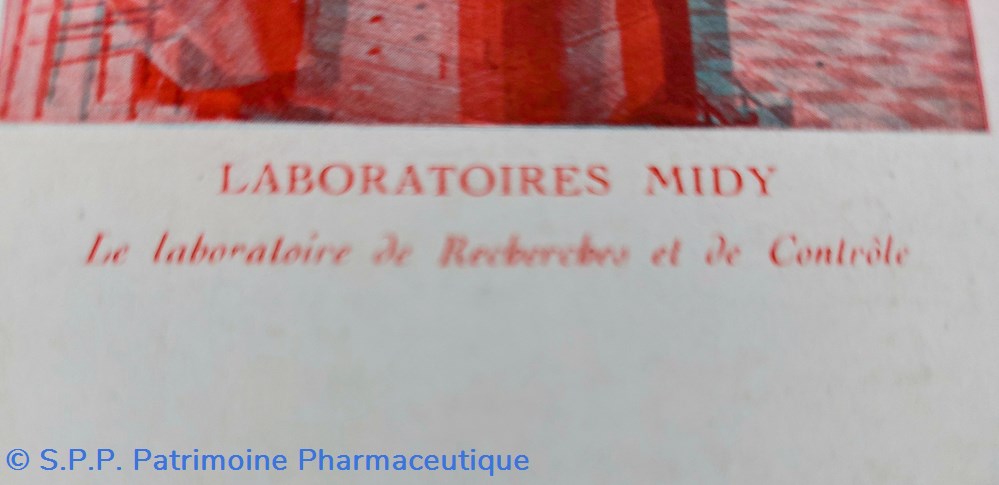 LABORATOIRES MIDY
Le laboratoire de Recherches et de Contrôle
© S.P.P. Patrimoine Pharmaceutique